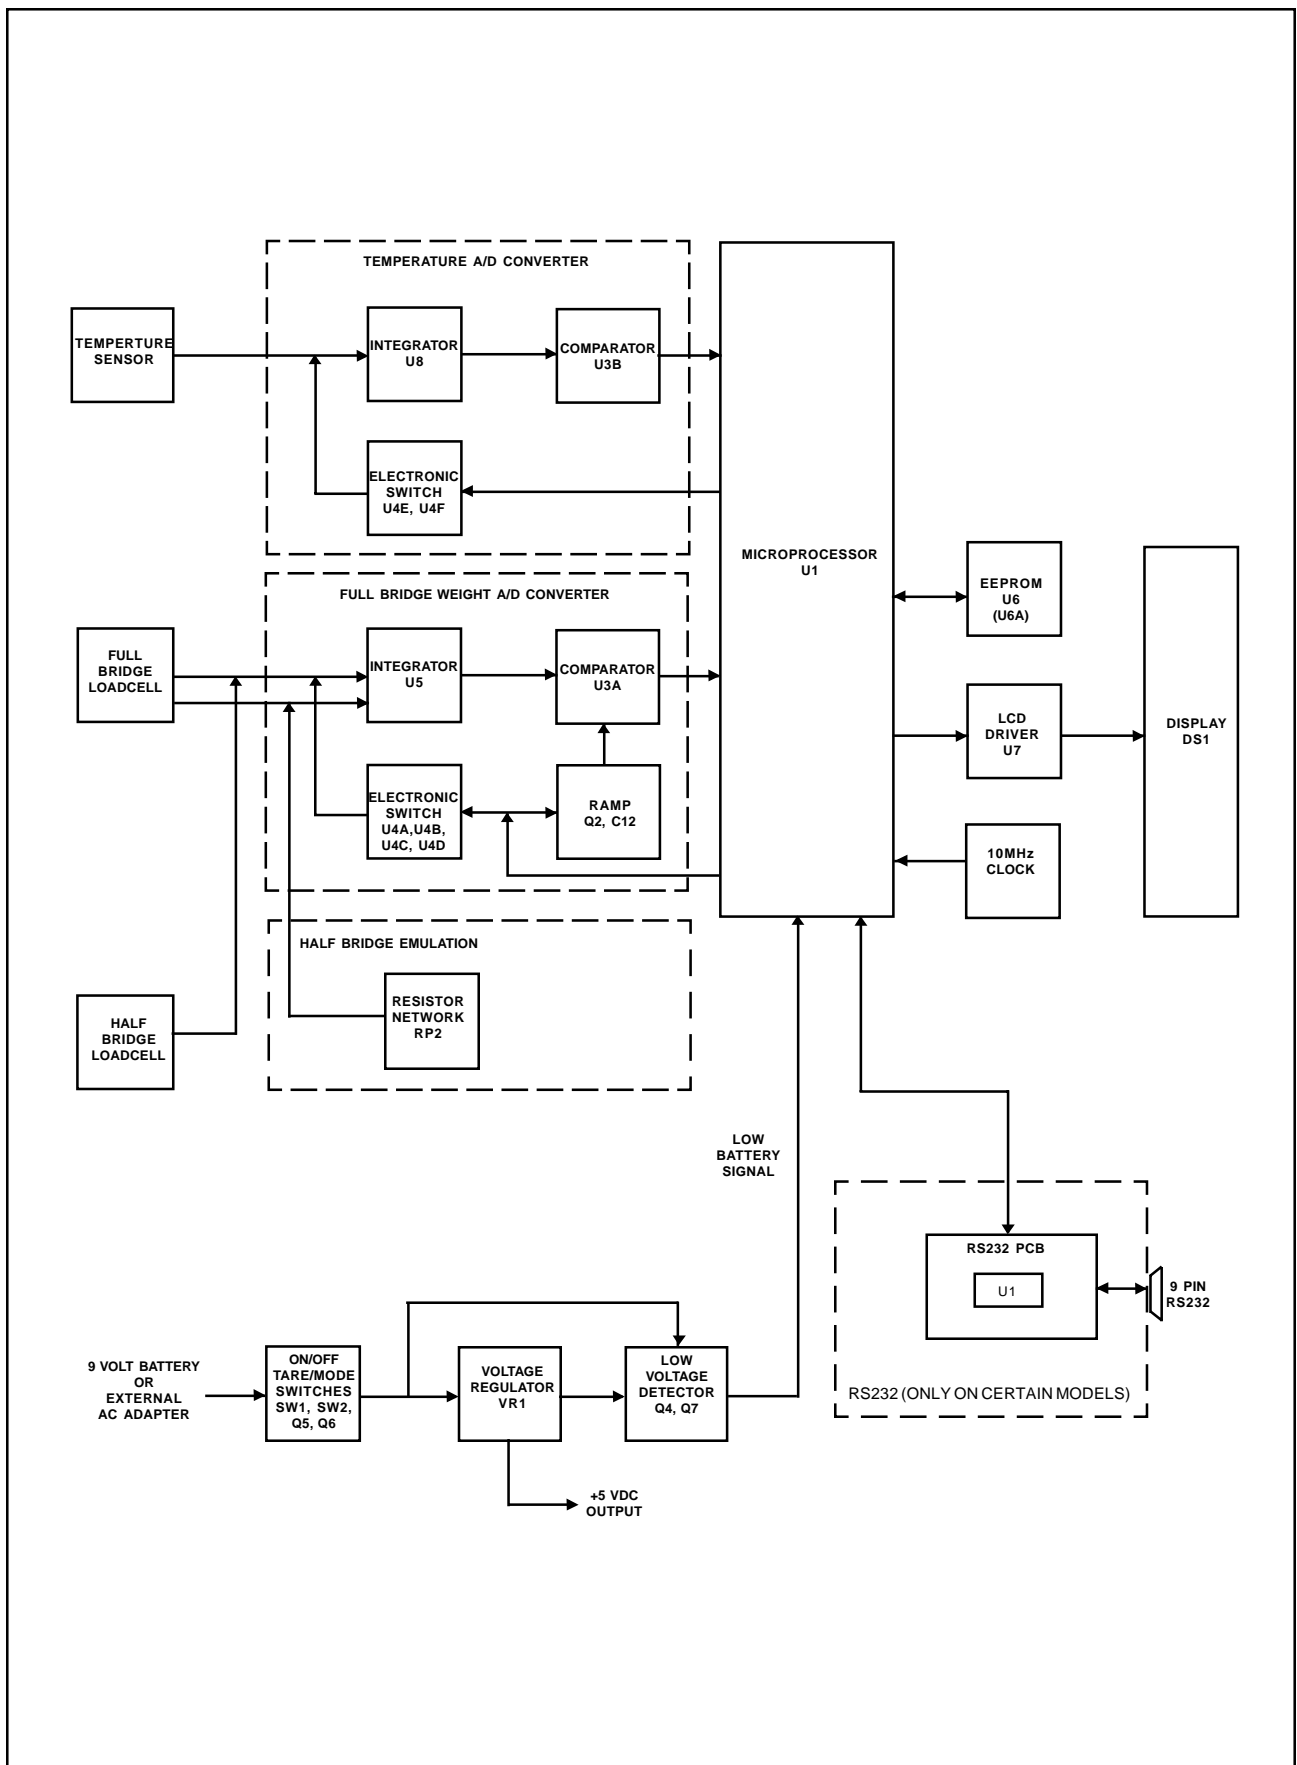 TEMPERATURE A/D CONVERTER
TEMPERTURE
SENSOR
INTEGRATOR
U8
COMPARATOR
U3B
ELECTRONIC
SWITCH
U4E, U4F
MICROPROCESSOR
U1
EEPROM
U6
(U6A)
FULL BRIDGE WEIGHT A/D CONVERTER
FULL
BRIDGE
LOADCELL
INTEGRATOR
U5
COMPARATOR
U3A
LCD
DRIVER
U7
DISPLAY
DS1
ELECTRONIC
SWITCH
U4A,U4B,
U4C, U4D
RAMP
Q2, C12
10MHz
CLOCK
HALF BRIDGE EMULATION
RESISTOR
NETWORK
RP2
HALF
BRIDGE
LOADCELL
LOW
BATTERY
SIGNAL
RS232 PCB
U1
9 PIN
RS232
RS232 (ONLY ON CERTAIN MODELS)
9 VOLT BATTERY
OR
EXTERNAL
AC ADAPTER
ON/OFF
TARE/MODE
SWITCHES
SW1, SW2,
Q5, Q6
VOLTAGE
REGULATOR
VR1
LOW
VOLTAGE
DETECTOR
Q4, Q7
+5 VDC
OUTPUT